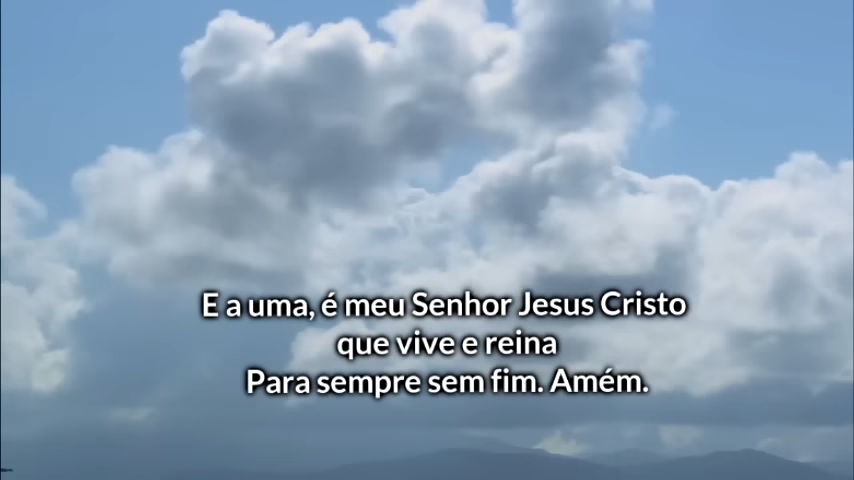 E a uma, é meu Senhor Jesus Cristo
que vive e reina
Para sempre sem fim. Amém.